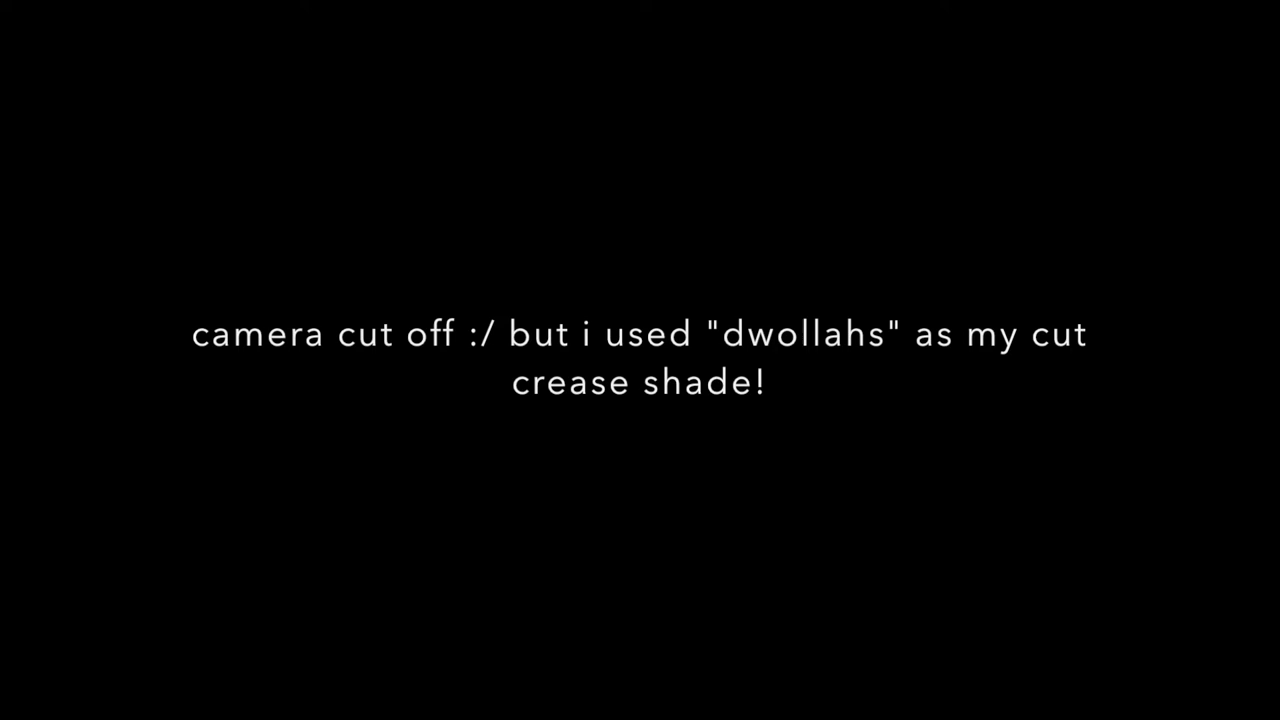 camera cut off :/ but i used "dwollahs" as my cut
crease shade!